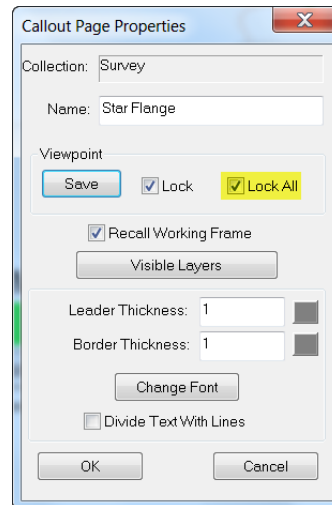 Callout Page Properties
Collection: Survey
Name: Star Flange
Viewpoint
Save Lock Lock All
Recall Working Frame
Visible Layers
Leader Thickness: 1
Border Thickness: 1
Change Font
Divide Text With Lines
OK Cancel